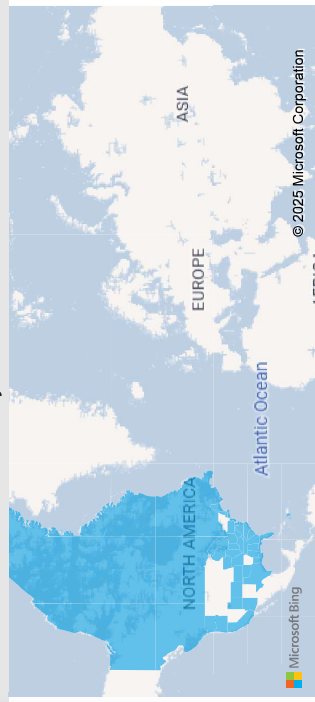 ASIA
EUROPE
NORTH AMERICA
Atlantic Ocean
Microsoft Bing
© 2025 Microsoft Corporation